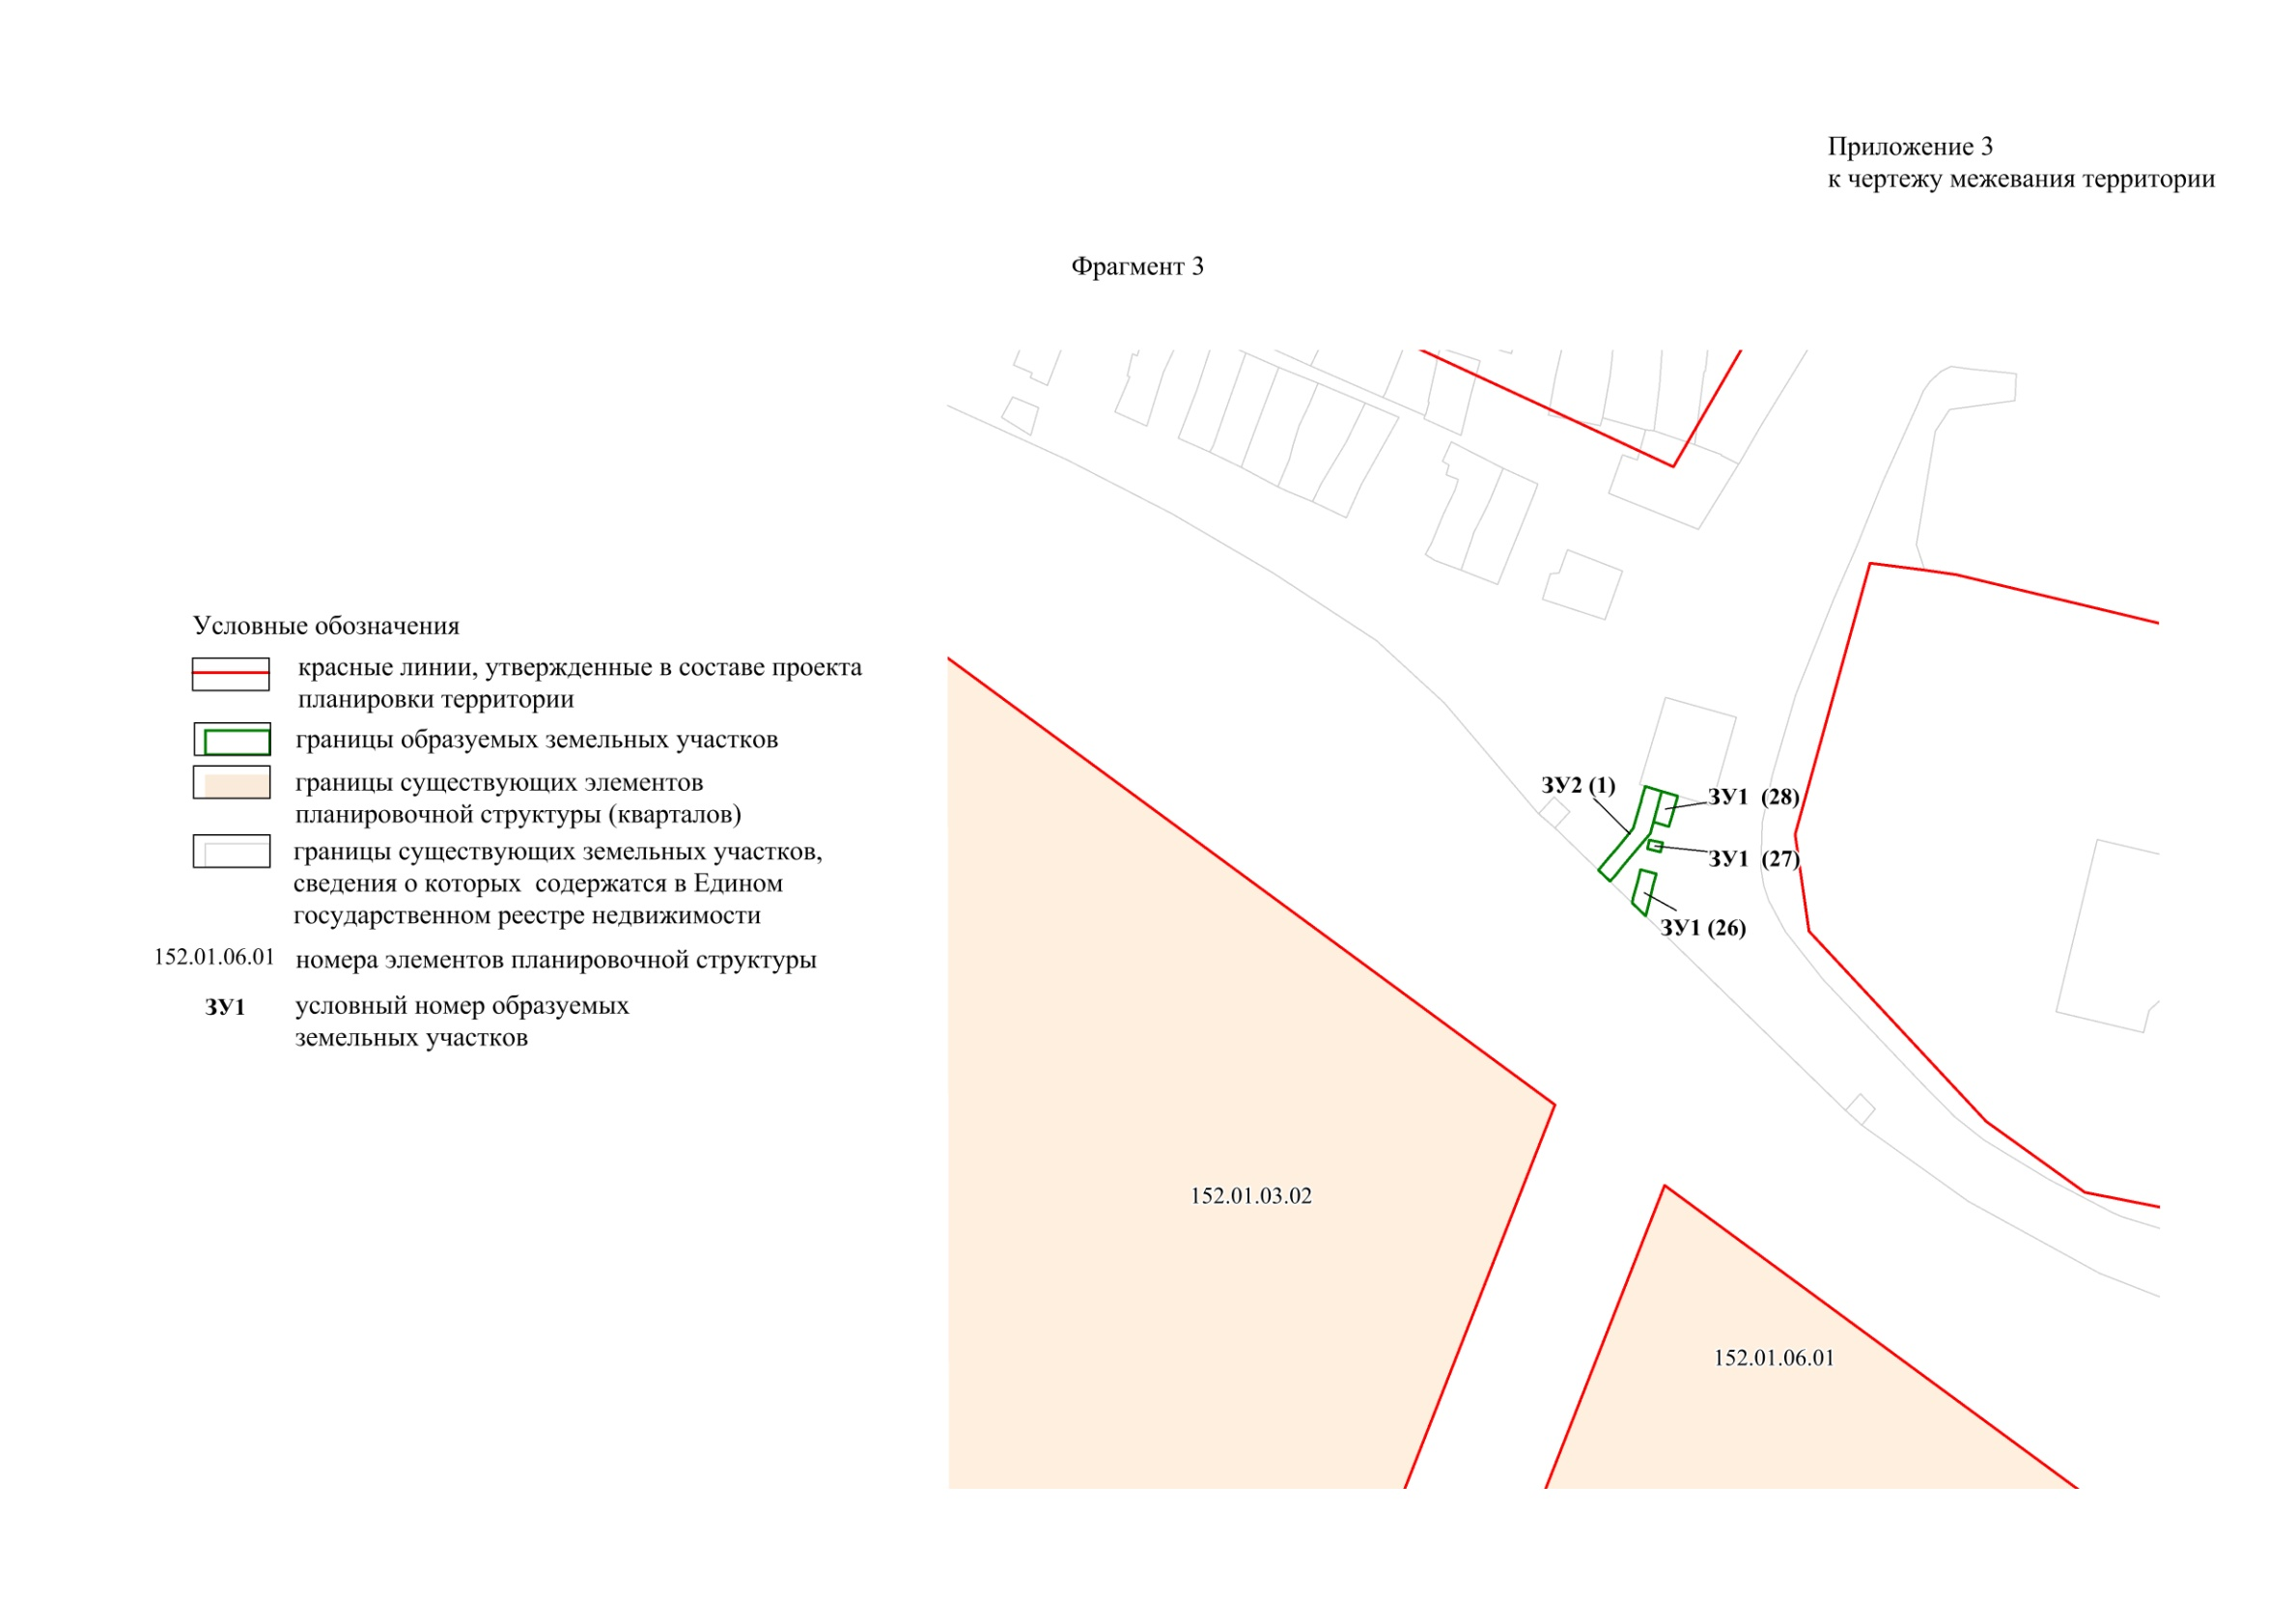 Приложение 3
к чертежу межевания территории
Фрагмент 3
Условные обозначения
красные линии, утвержденные в составе проекта
планировки территории
границы образуемых земельных участков
границы существующих элементов
планировочной структуры (кварталов)
границы существующих земельных участков,
сведения о которых содержатся в Едином
государственном реестре недвижимости
152.01.06.01 номера элементов планировочной структуры
ЗУ1 условный номер образуемых
земельных участков
ЗУ2 (1)
ЗУ1 (28)
ЗУ1 (27)
ЗУ1 (26)
152.01.03.02
152.01.06.01